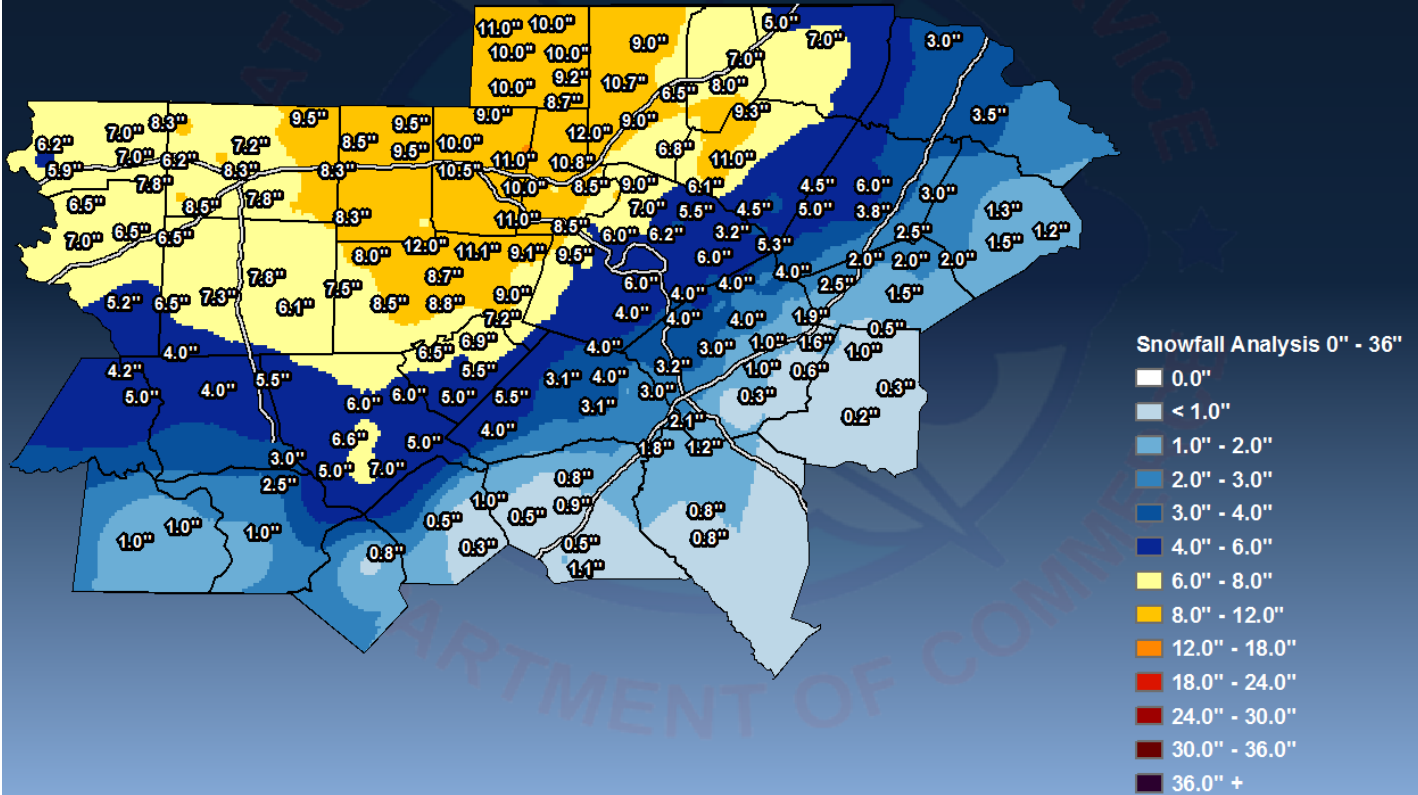 11.0" 10.0" 5.0"
10.0" 10.0" 9.0" 7.0" 3.0"
10.0" 9.2" 10.7" 7.0"
8.7" 6.5" 8.0"
9.5" 9.0" 9.3" 3.5"
6.2" 7.0" 8.3" 8.5" 9.5" 12.0" 9.0"
7.0" 6.2" 7.2" 9.5" 10.0" 6.8"
5.9" 8.3" 8.3" 10.5" 11.0" 10.8" 11.0"
7.8" 10.0" 8.5" 9.0" 6.1" 4.5" 6.0" 3.0"
6.5" 8.5" 7.8" 8.3" 11.0" 7.0" 5.5" 4.5" 5.0" 3.8" 1.3"
7.0" 6.5" 6.5" 8.5" 6.0" 6.2" 3.2" 5.3" 2.5" 1.5" 1.2"
8.0" 12.0" 11.1" 9.1" 9.5" 6.0" 2.0" 2.0" 2.0"
7.8" 8.7" 6.0" 4.0" 4.0" 2.5"
5.2" 6.5" 7.3" 6.1" 7.5" 8.5" 8.8" 9.0" 4.0" 1.5"
7.2" 4.0" 4.0" 4.0" 1.9"
4.0" 6.5" 6.9" 4.0" 3.0" 1.0" 1.6" 0.5"
4.2" 5.5" 3.2" 1.0" 0.6" 1.0"
5.0" 4.0" 5.5" 3.1" 4.0" 3.0" 0.3" 0.3"
6.0" 6.0" 5.0" 5.5" 3.1" 0.2"
6.6" 5.0" 4.0" 2.1"
3.0" 5.0" 7.0" 1.8" 1.2"
2.5" 0.8"
1.0" 1.0" 1.0" 0.5" 1.0" 0.5" 0.9" 0.8"
0.8" 0.3" 0.5" 0.8"
1.1"
Snowfall Analysis 0" - 36"
0.0"
< 1.0"
1.0" - 2.0"
2.0" - 3.0"
3.0" - 4.0"
4.0" - 6.0"
6.0" - 8.0"
8.0" - 12.0"
12.0" - 18.0"
18.0" - 24.0"
24.0" - 30.0"
30.0" - 36.0"
36.0" +